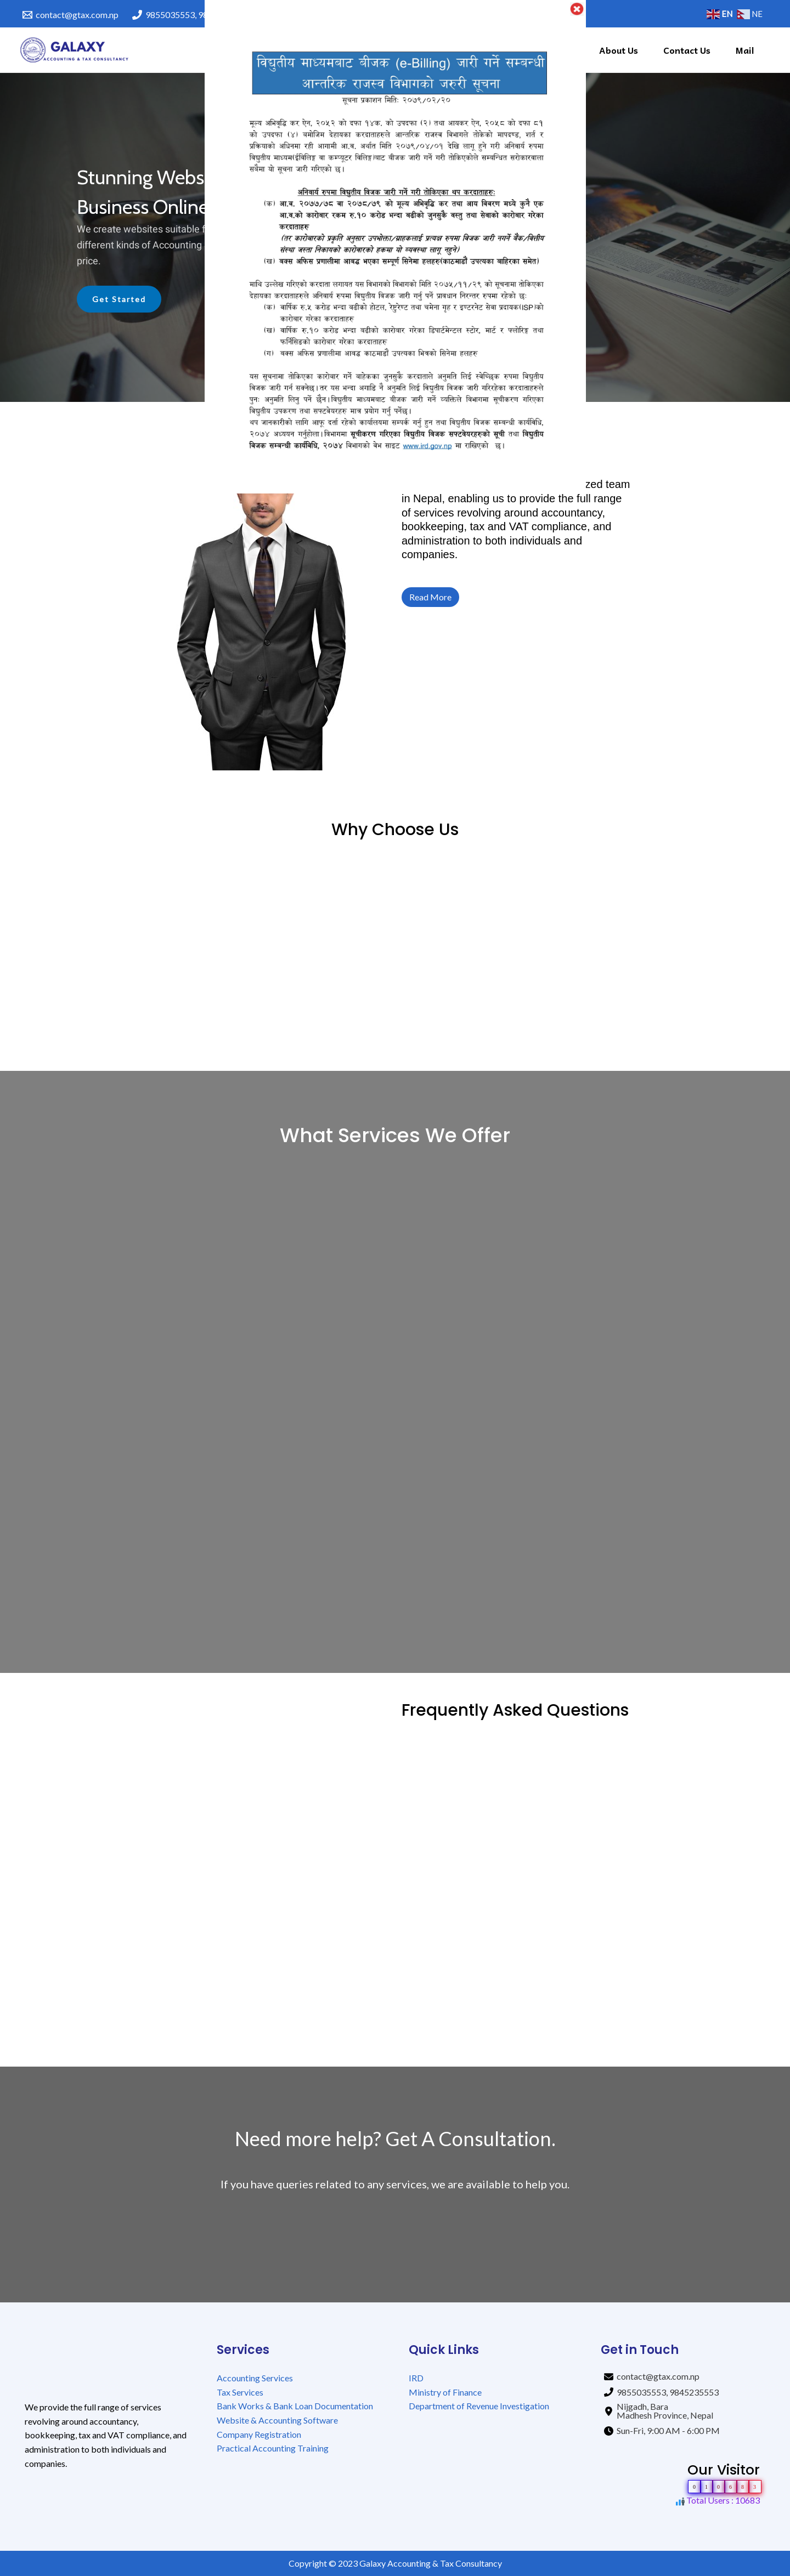 contact@gtax.com.np
9855035553, 98
EN
NE
GALAXY
ACCOUNTING & TAX CONSULTANCY
About Us
Contact Us
Mail
विद्युतीय माध्यमबाट बीजक (e-Billing) जारी गर्ने सम्बन्धी
आन्तरिक राजस्व विभागको जरुरी सूचना
सूचना प्रकाशन मितिः २०७९/०२/२०
मूल्य अभिवृद्धि कर ऐन, २०५२ को दफा १४क. को उपदफा (२) तथा आयकर ऐन, २०५८ को दफा ८१
को उपदफा (४) बमोजिम देहायका करदाताहरुले आन्तरिक राजस्व विभागले तोकेको मापदण्ड, शर्त र
प्रक्रियाको अधिनमा रही आगामी आ.व. अर्थात मिति २०७९/०४/०१ देखि लागू हुने गरी अनिवार्य रुपमा
विद्युतीय माध्यम(ईबिलिङ्ग वा कम्प्युटर बिलिङ्ग)बाट बीजक जारी गर्ने गरी तोकिएकोले सम्बन्धित सरोकारवाला
सबैमा यो सूचना जारी गरिएको छ।
अनिवार्य रुपमा विद्युतीय बिजक जारी गर्ने गरी तोकिएका थप करदाताहरुः
(क) आ.व. २०७७/७८ वा २०७८/७९ को मूल्य अभिवृद्धि कर तथा आय विवरण मध्ये कुनै एक
आ.व.को कारोबार रकम रु.१० करोड भन्दा बढीको जुनसुकै वस्तु तथा सेवाको कारोबार गरेका
करदाताहरु
(तर कारोबारको प्रकृति अनुसार उपभोक्ता/ग्राहकलाई प्रत्यक्ष रुपमा बिजक जारी नगर्ने बैंक/वित्तीय
संस्था जस्ता निकायको कारोबारको हकमा यो व्यवस्था लागू नहुने)
(ख) बक्स अफिस प्रणालीमा आवद्ध भएका सम्पूर्ण सिनेमा हलहरु(काठमाडौं उपत्यका बाहिरका समेत)
माथि उल्लेख गरिएको करदाता लगायत यस विभागको विभागको मिति २०७५/११/२९ को सूचनामा तोकिएका
देहायका करदाताहरुले अनिवार्य रुपमा विद्युतीय बिजक जारी गर्नु पर्ने प्रावधान निरन्तर रुपमा रहेको छः
(क) वार्षिक रु.५ करोड भन्दा बढीको होटल, रेष्टुरेण्ट तथा थमेना गृह र इण्टरनेट सेवा प्रदायक(ISP)को
कारोबार गरेका करदाताहरु
(ख) वार्षिक रु.१० करोड भन्दा बढीको कारोबार गरेका डिपार्टमेण्टल स्टोर, मार्ट र फ्लोरिङ्ग तथा
फर्निसिङको कारोबार गरेका करदाताहरु
(ग) बक्स अफिस प्रणालीमा आवद्ध काठमाडौं उपत्यका भित्रको सिनेमा हलहरु
यस सूचनामा तोकिएका कारोबार गर्ने बाहेकका जुनसुकै करदाताले अनुमति लिई स्वेच्छिक रुपमा विद्युतीय
बिजक जारी गर्न सक्नेछ।तर यस भन्दा अगाडि नै अनुमति लिई विद्युतीय बिजक जारी गरिरहेका करदाताहरुले
पुनः अनुमति लिनु पर्ने छैन।विद्युतीय माध्यमबाट बीजक जारी गर्ने व्यक्तिले विभागमा सूचीकरण गरिएका
विद्युतीय उपकरण तथा सफ्टवेयरहरु मात्र प्रयोग गर्नु पर्नेछ।
थप जानकारीको लागि आफू दर्ता रहेको कार्यालयमा सम्पर्क गर्नु हुन तथा विद्युतीय बिजक सम्बन्धी कार्यविधि,
२०७४ अध्ययन गर्नुहोला।विभागमा सूचीकरण गरिएका विद्युतीय बिजक सफ्टवेयरहरुको सूची तथा विद्युतीय
बिजक सम्बन्धी कार्यविधि, २०७४ विभागको वेभ साइट www.ird.gov.np मा राखिएको छ।
Stunning Webs
Business Online
We create websites suitable f
different kinds of Accounting
price.
Get Started
zed team
in Nepal, enabling us to provide the full range
of services revolving around accountancy,
bookkeeping, tax and VAT compliance, and
administration to both individuals and
companies.
Read More
Why Choose Us
What Services We Offer
Frequently Asked Questions
Need more help? Get A Consultation.
If you have queries related to any services, we are available to help you.
We provide the full range of services
revolving around accountancy,
bookkeeping, tax and VAT compliance, and
administration to both individuals and
companies.
Services
Accounting Services
Tax Services
Bank Works & Bank Loan Documentation
Website & Accounting Software
Company Registration
Practical Accounting Training
Quick Links
IRD
Ministry of Finance
Department of Revenue Investigation
Get in Touch
contact@gtax.com.np
9855035553, 9845235553
Nijgadh, Bara
Madhesh Province, Nepal
Sun-Fri, 9:00 AM - 6:00 PM
Our Visitor
0 1 0 6 8 3
Total Users : 10683
Copyright © 2023 Galaxy Accounting & Tax Consultancy